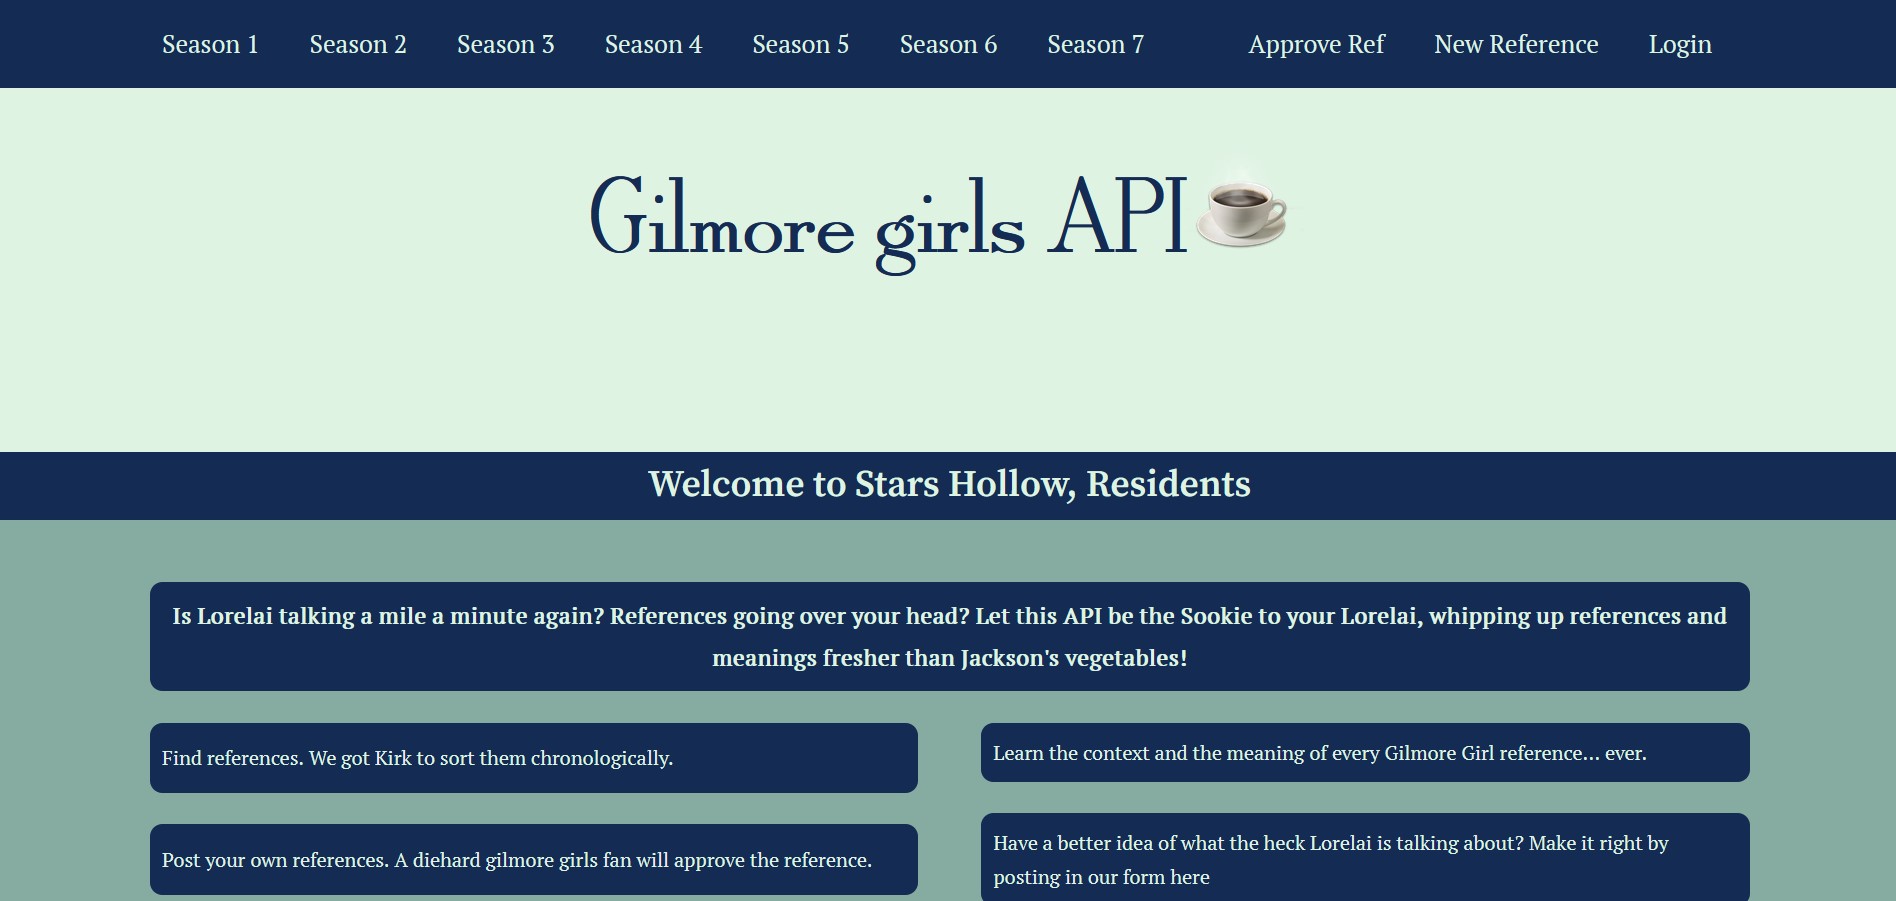 Season 1 Season 2 Season 3 Season 4 Season 5 Season 6 Season 7 Approve Ref New Reference Login
Gilmore girls API
Welcome to Stars Hollow, Residents
Is Lorelai talking a mile a minute again? References going over your head? Let this API be the Sookie to your Lorelai, whipping up references and
meanings fresher than Jackson's vegetables!
Find references. We got Kirk to sort them chronologically.
Learn the context and the meaning of every Gilmore Girl reference... ever.
Post your own references. A diehard gilmore girls fan will approve the reference.
Have a better idea of what the heck Lorelai is talking about? Make it right by
posting in our form here